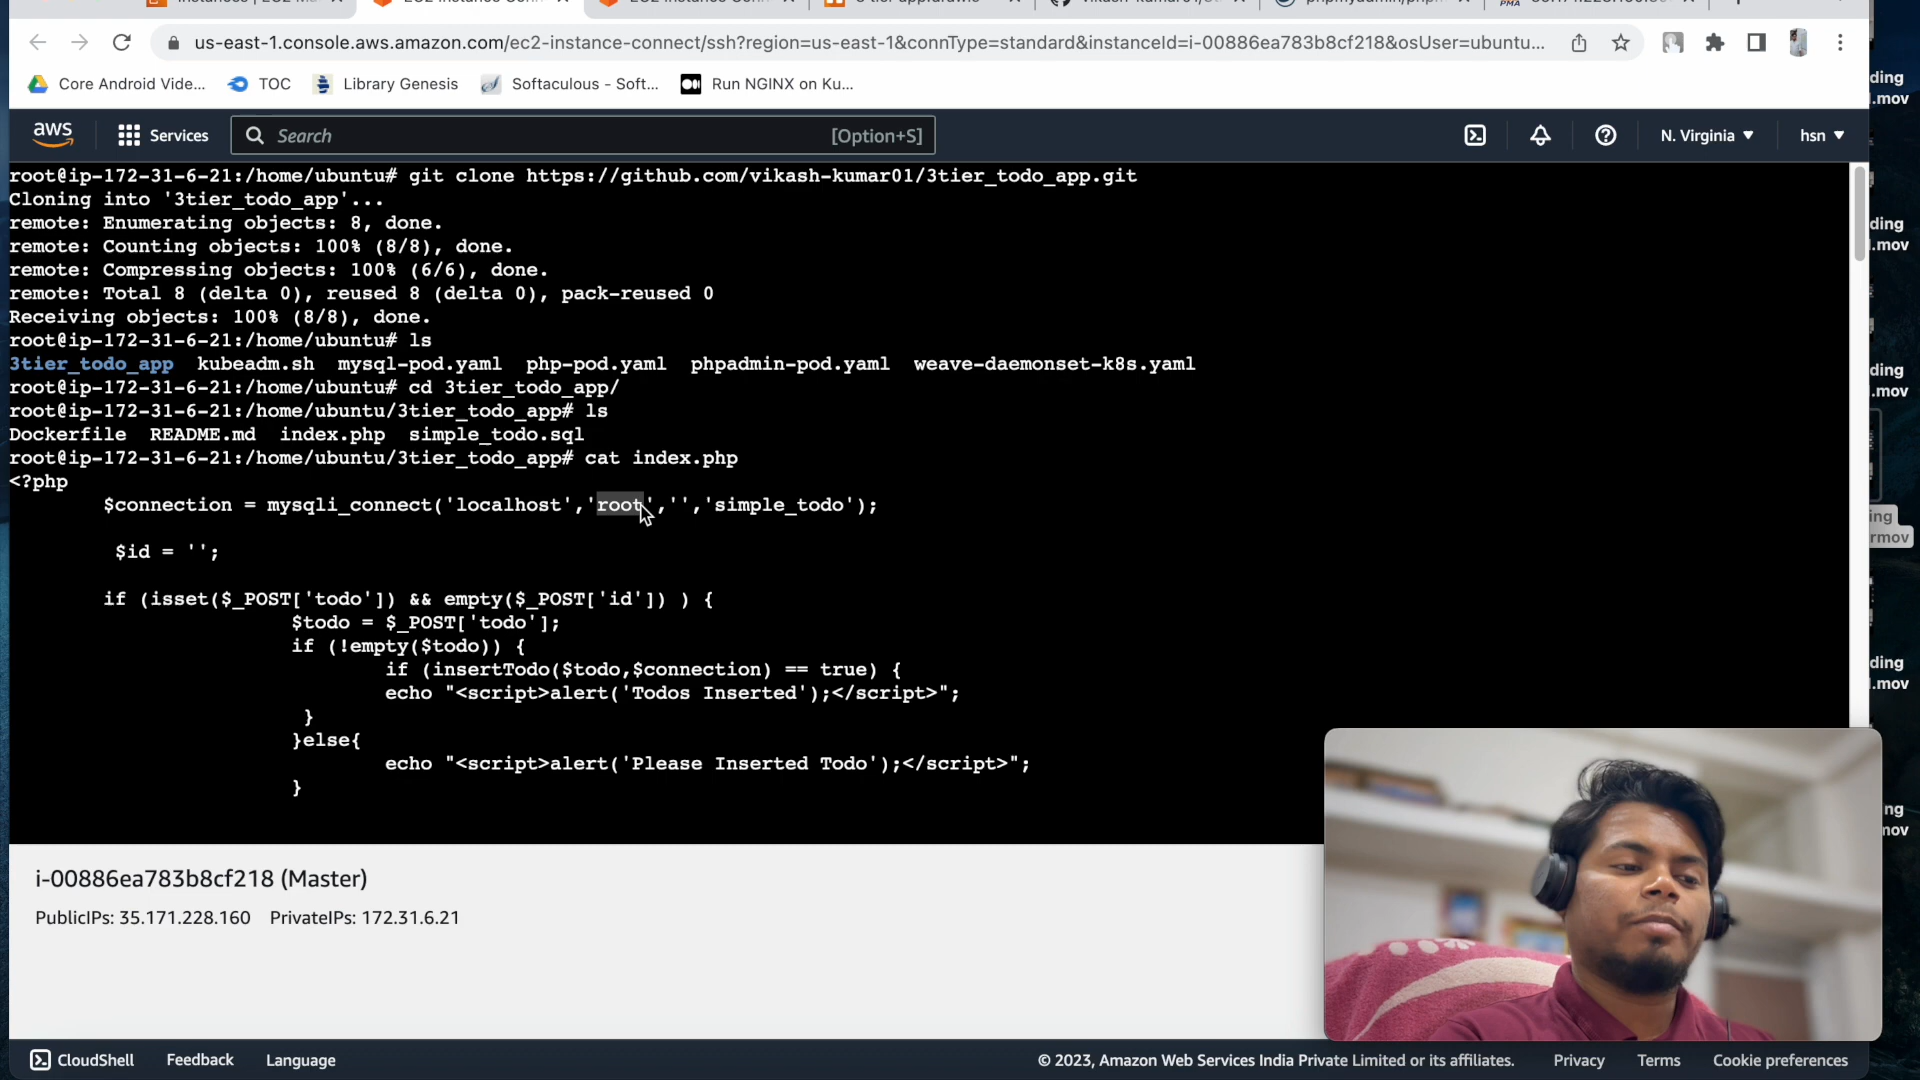 us-east-1.console.aws.amazon.com/ec2-instance-connect/ssh?region=us-east-1&connType=standard&instanceId=i-00886ea783b8cf218&osUser=ubuntu...
Core Android Vide... TOC Library Genesis Softaculous - Soft... Run NGINX on Ku...
aws Services Search [Option+S] N. Virginia hsn
root@ip-172-31-6-21:/home/ubuntu# git clone https://github.com/vikash-kumar01/3tier_todo_app.git
Cloning into '3tier_todo_app'...
remote: Enumerating objects: 8, done.
remote: Counting objects: 100% (8/8), done.
remote: Compressing objects: 100% (6/6), done.
remote: Total 8 (delta 0), reused 8 (delta 0), pack-reused 0
Receiving objects: 100% (8/8), done.
root@ip-172-31-6-21:/home/ubuntu# ls
3tier_todo_app kubeadm.sh mysql-pod.yaml php-pod.yaml phpadmin-pod.yaml weave-daemonset-k8s.yaml
root@ip-172-31-6-21:/home/ubuntu# cd 3tier_todo_app/
root@ip-172-31-6-21:/home/ubuntu/3tier_todo_app# ls
Dockerfile README.md index.php simple_todo.sql
root@ip-172-31-6-21:/home/ubuntu/3tier_todo_app# cat index.php
<?php
$connection = mysqli_connect('localhost','root','','simple_todo');
$id = '';
if (isset($_POST['todo']) && empty($_POST['id']) ) {
$todo = $_POST['todo'];
if (!empty($todo)) {
if (insertTodo($todo,$connection) == true) {
echo "<script>alert('Todos Inserted');</script>";
}
}else{
echo "<script>alert('Please Inserted Todo');</script>";
}
i-00886ea783b8cf218 (Master)
PublicIPs: 35.171.228.160 PrivateIPs: 172.31.6.21
CloudShell Feedback Language © 2023, Amazon Web Services India Private Limited or its affiliates. Privacy Terms Cookie preferences
ding
.mov
ding
.mov
ding
.mov
ing
rmov
ding
.mov
ng
nov